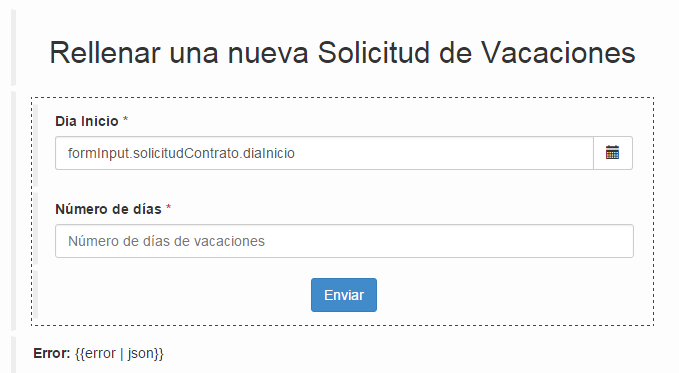 Rellenar una nueva Solicitud de Vacaciones
Dia Inicio *
formInput.solicitudContrato.diaInicio
Número de días *
Número de días de vacaciones
Enviar
Error: {{error | json}}